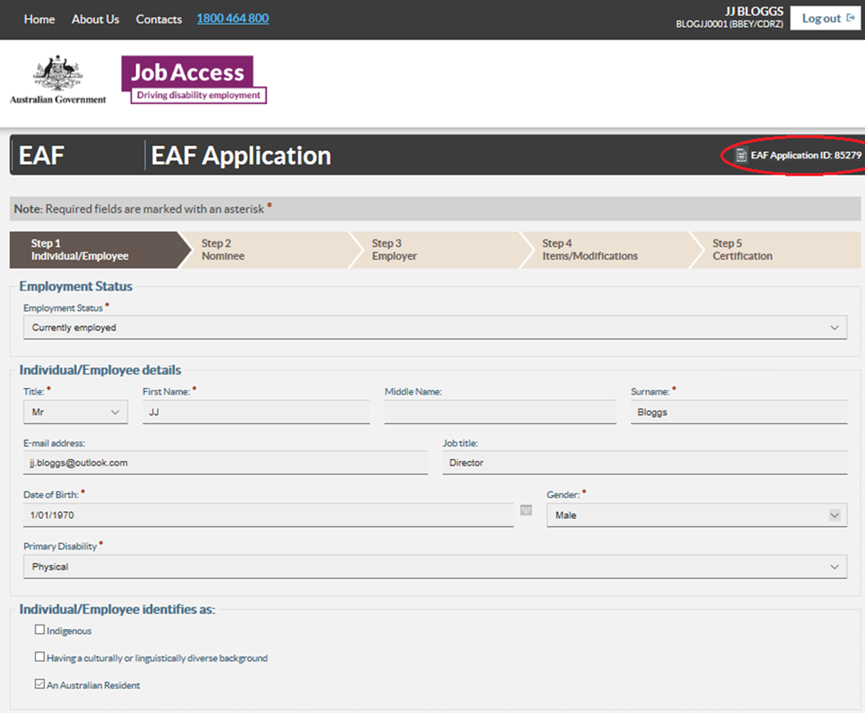 Home About Us Contacts 1800 464 800 JJ BLOGGS
BLOGJJ0001 (BBEY/CDRZ)
Log out
Australian Government
JobAccess
Driving disability employment
EAF EAF Application EAF Application ID: 85279
Note: Required fields are marked with an asterisk *
Step 1 Step 2 Step 3 Step 4 Step 5
Individual/Employee Nominee Employer Items/Modifications Certification
Employment Status
Employment Status *
Currently employed
Individual/Employee details
Title: * First Name: * Middle Name: Surname: *
Mr JJ Bloggs
E-mail address: Job title:
jj.bloggs@outlook.com Director
Date of Birth: * Gender: *
1/01/1970 Male
Primary Disability *
Physical
Individual/Employee identifies as:
Indigenous
Having a culturally or linguistically diverse background
An Australian Resident